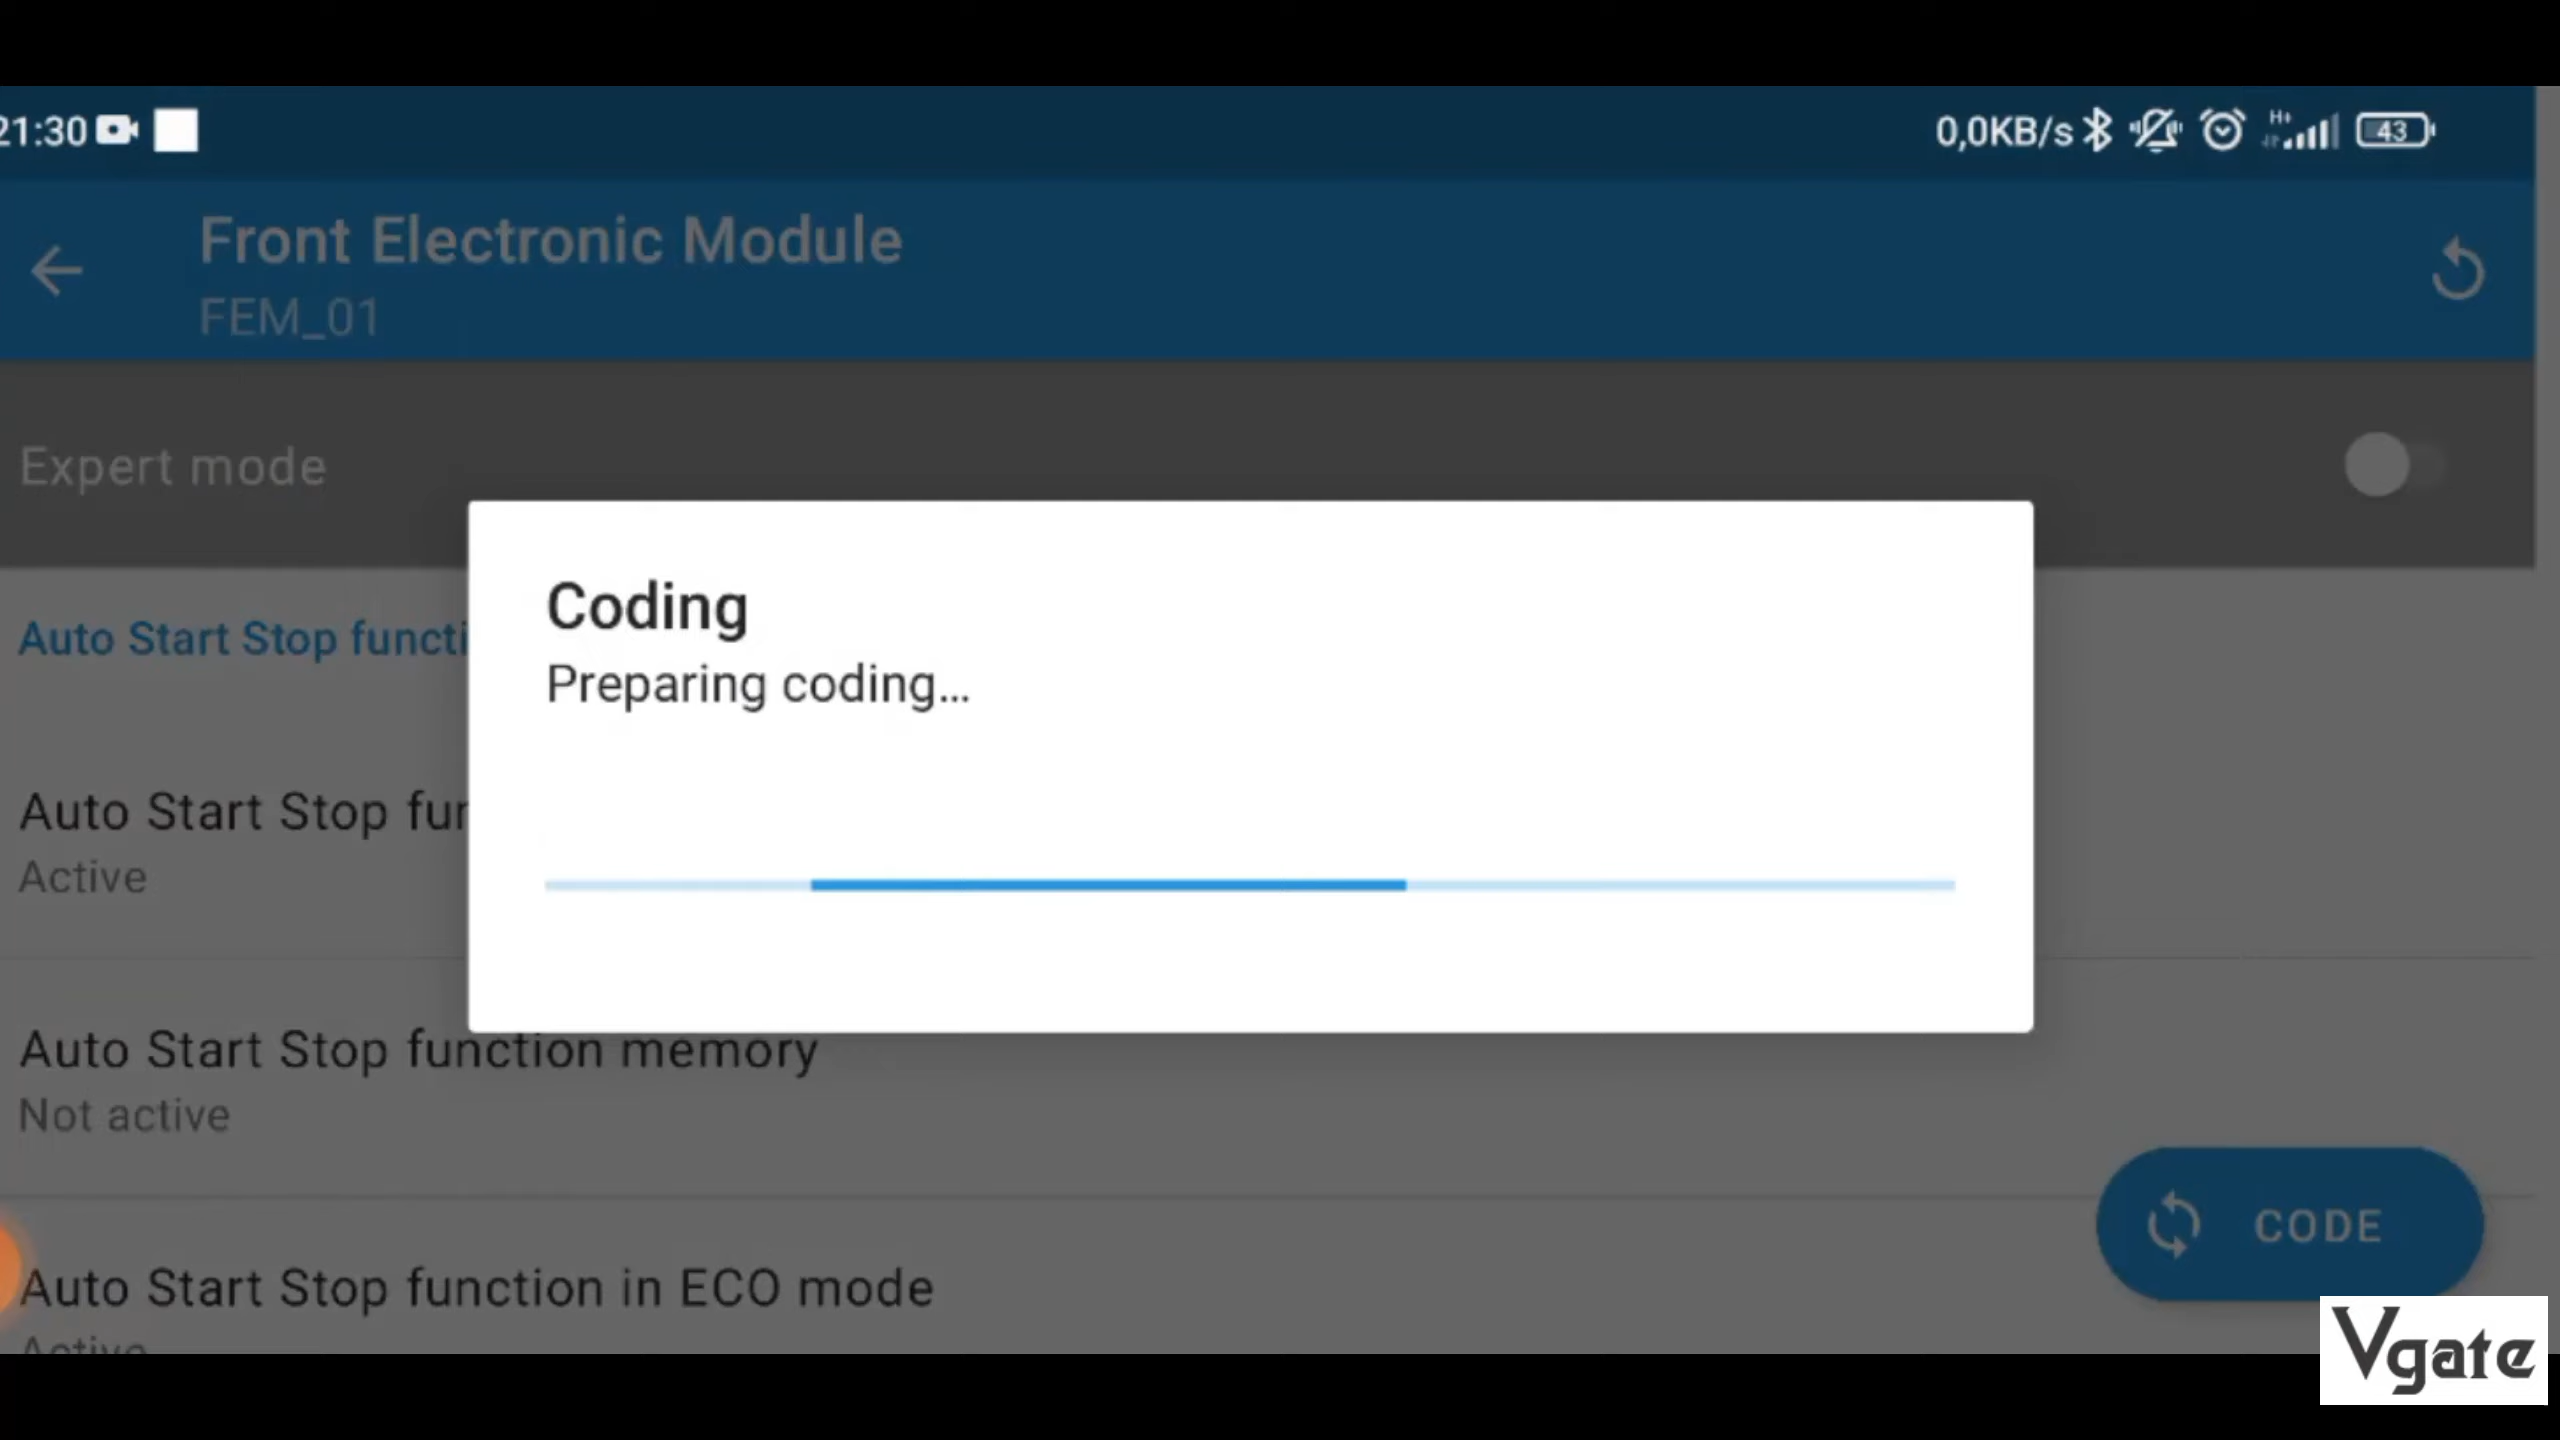 21:30
0,0KB/s H+ 43
Front Electronic Module
FEM_01
Expert mode
Coding
Preparing coding...
Auto Start Stop functi
Auto Start Stop fun
Active
Auto Start Stop function memory
Not active
CODE
Auto Start Stop function in ECO mode
Active
Vgate